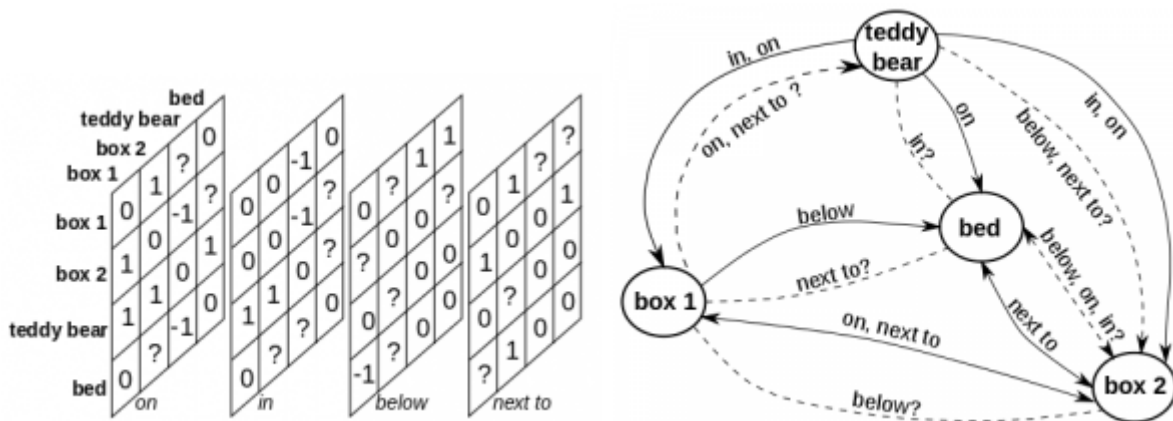 bed
teddy bear
box 2
box 1
box 1
box 2
teddy bear
bed
0 1 ? 0
1 0 -1 ?
1 1 0 1
0 ? -1 0
on
0 0 -1 0
0 0 -1 ?
1 1 0 ?
0 ? 0 0
in
0 ? 1 1
? 0 0 0
0 ? 0 0
-1 ? 0 0
below
0 1 ? ?
1 0 0 1
0 ? 0 0
? 1 0 0
next to
teddy
bear
in, on
on, next to ?
in?
on
below, next to?
in, on
bed
below
next to?
below, on, in?
next to
box 1
on, next to
below?
box 2